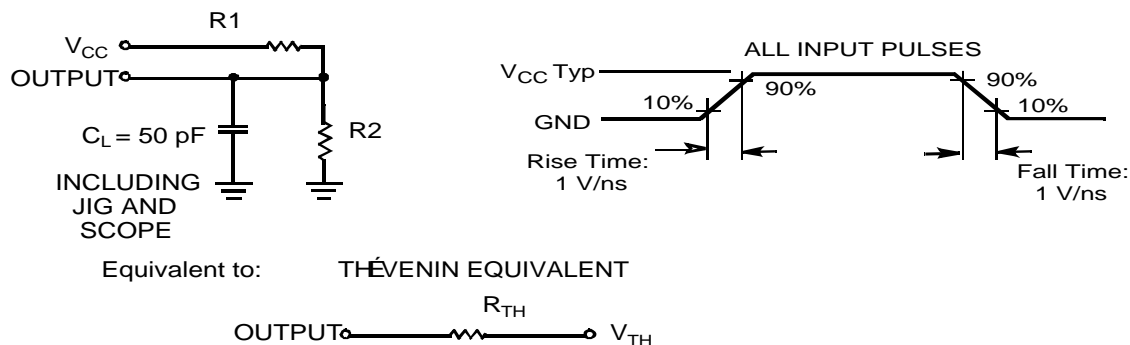 R1
V_CC
OUTPUT
C_L = 50 pF
R2
INCLUDING
JIG AND
SCOPE
ALL INPUT PULSES
V_CC Typ
90%
90%
10%
10%
GND
Rise Time:
1 V/ns
Fall Time:
1 V/ns
Equivalent to:
THÉVENIN EQUIVALENT
R_TH
OUTPUT
V_TH